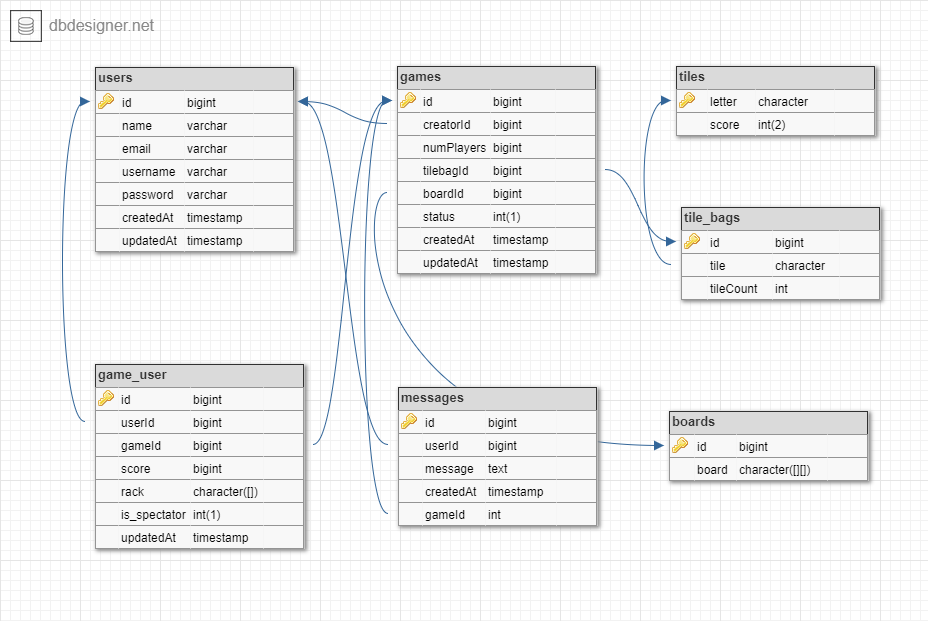 dbdesigner.net
users
id bigint
name varchar
email varchar
username varchar
password varchar
createdAt timestamp
updatedAt timestamp
games
id bigint
creatorId bigint
numPlayers bigint
tilebagId bigint
boardId bigint
status int(1)
createdAt timestamp
updatedAt timestamp
tiles
letter character
score int(2)
tile_bags
id bigint
tile character
tileCount int
game_user
id bigint
userId bigint
gameId bigint
score bigint
rack character([])
is_spectator int(1)
updatedAt timestamp
messages
id bigint
userId bigint
message text
createdAt timestamp
gameId int
boards
id bigint
board character([][])